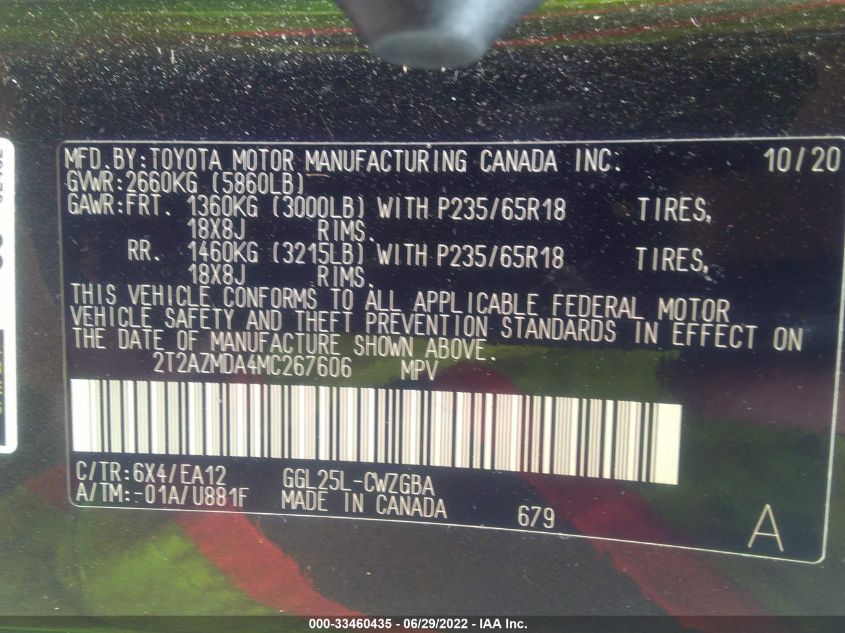 MFD.BY:TOYOTA MOTOR MANUFACTURING CANADA INC. 10/20
GVWR:2660KG (5860LB)
GAWR:FRT. 1360KG (3000LB) WITH P235/65R18 TIRES,
18X8J RIMS.
RR. 1460KG (3215LB) WITH P235/65R18 TIRES,
18X8J RIMS.
THIS VEHICLE CONFORMS TO ALL APPLICABLE FEDERAL MOTOR
VEHICLE SAFETY AND THEFT PREVENTION STANDARDS IN EFFECT ON
THE DATE OF MANUFACTURE SHOWN ABOVE.
2T2AZMDA4MC267606 MPV
C/TR:6X4/EA12 GGL25L-CWZGBA
A/TM:-01A/U881F MADE IN CANADA 679 A
000-33460435 - 06/29/2022 - IAA Inc.